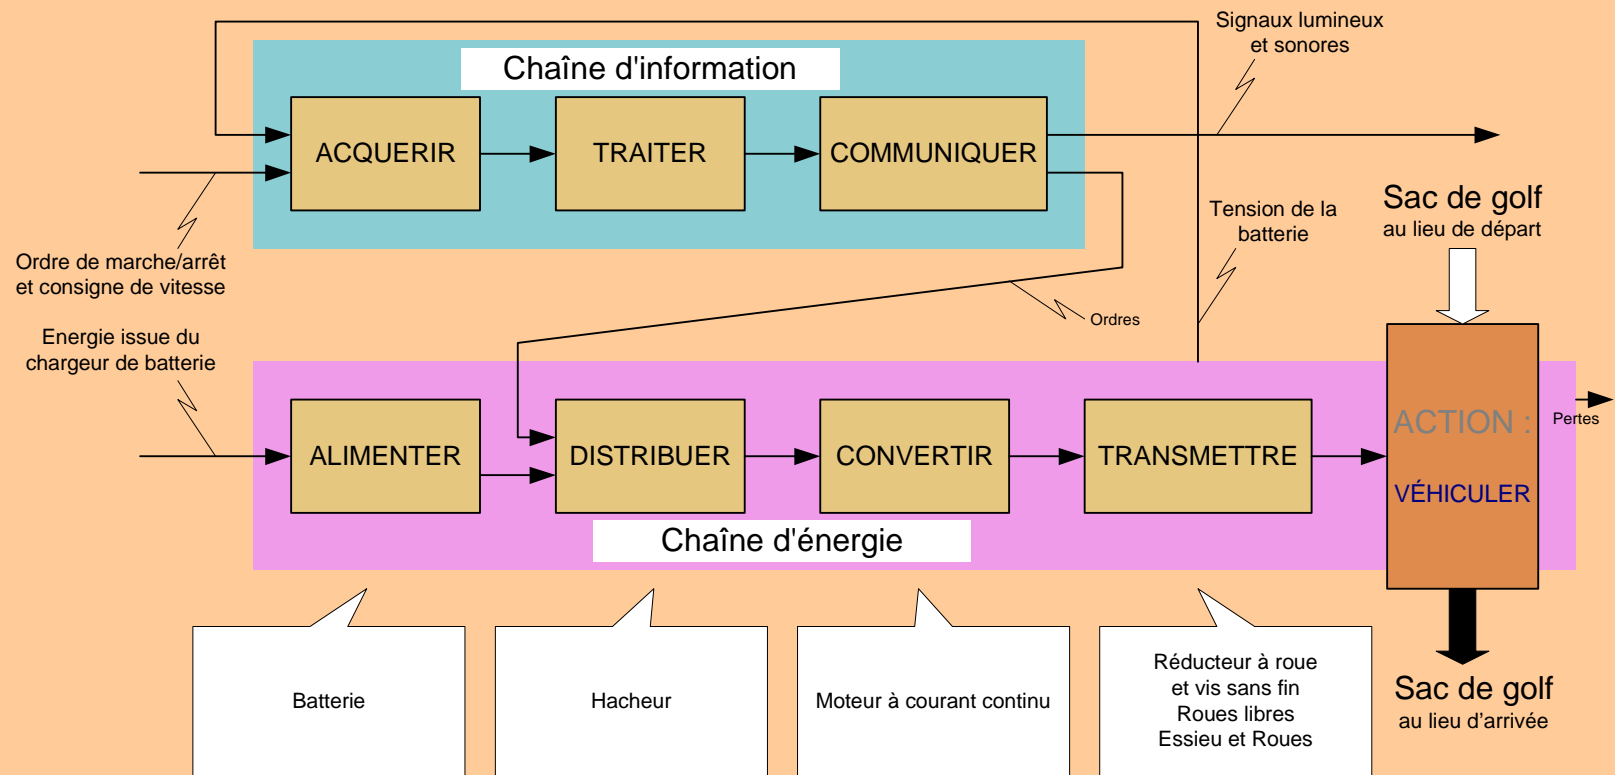 Signaux lumineux
et sonores
Chaîne d'information
ACQUERIR
TRAITER
COMMUNIQUER
Ordre de marche/arrêt
et consigne de vitesse
Tension de la
batterie
Sac de golf
au lieu de départ
Ordres
Energie issue du
chargeur de batterie
ALIMENTER
DISTRIBUER
CONVERTIR
TRANSMETTRE
ACTION :
VÉHICULER
Pertes
Chaîne d'énergie
Batterie
Hacheur
Moteur à courant continu
Réducteur à roue
et vis sans fin
Roues libres
Essieu et Roues
Sac de golf
au lieu d'arrivée